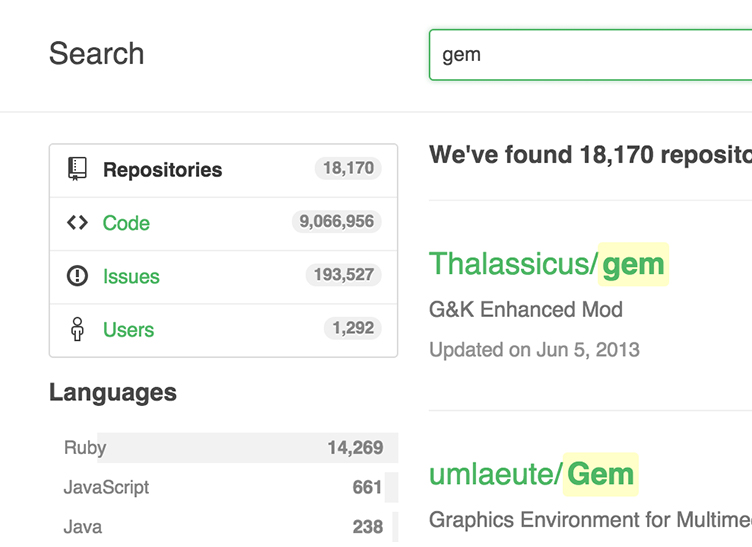 Search
gem
Repositories 18,170
Code 9,066,956
Issues 193,527
Users 1,292
Languages
Ruby 14,269
JavaScript 661
Java 238
We've found 18,170
Thalassicus/gem
G&K Enhanced Mod
Updated on Jun 5, 2013
umlaeute/Gem
Graphics Environment for